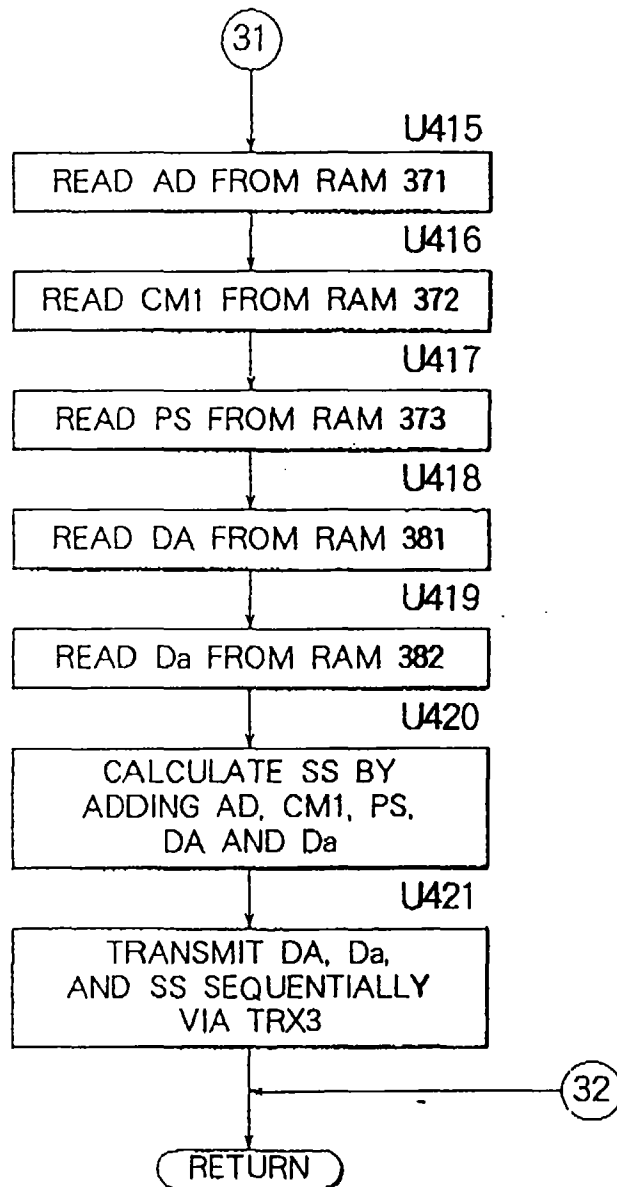 31
U415
READ AD FROM RAM 371
U416
READ CM1 FROM RAM 372
U417
READ PS FROM RAM 373
U418
READ DA FROM RAM 381
U419
READ Da FROM RAM 382
U420
CALCULATE SS BY
ADDING AD, CM1, PS,
DA AND Da
U421
TRANSMIT DA, Da,
AND SS SEQUENTIALLY
VIA TRX3
32
RETURN